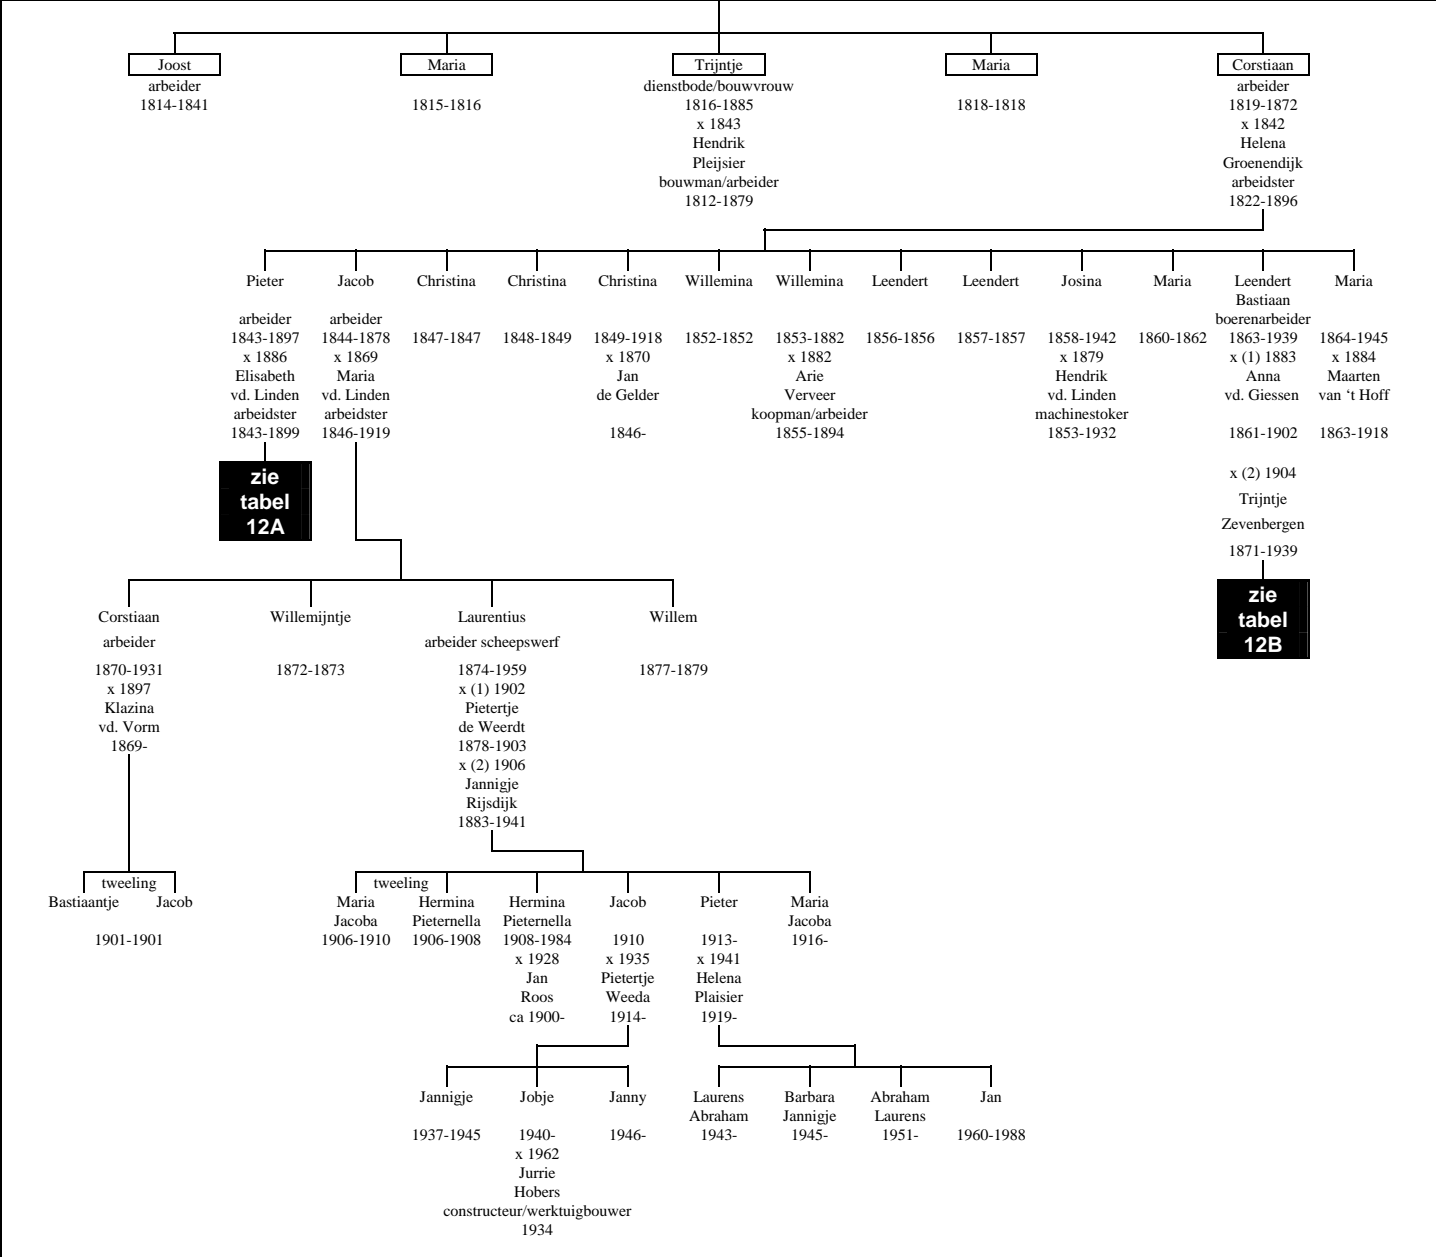 Joost
arbeider
1814-1841
Maria
1815-1816
Trijntje
dienstbode/bouwvrouw
1816-1885
x 1843
Hendrik
Pleijsier
bouwman/arbeider
1812-1879
Maria
1818-1818
Corstiaan
arbeider
1819-1872
x 1842
Helena
Groenendijk
arbeidster
1822-1896
Pieter
arbeider
1843-1897
x 1886
Elisabeth
vd. Linden
arbeidster
1843-1899
zie
tabel
12A
Jacob
arbeider
1844-1878
x 1869
Maria
vd. Linden
arbeidster
1846-1919
Christina
1847-1847
Christina
1848-1849
Christina
1849-1918
x 1870
Jan
de Gelder
1846-
Willemina
1852-1852
Willemina
1853-1882
x 1882
Arie
Verveer
koopman/arbeider
1855-1894
Leendert
1856-1856
Leendert
1857-1857
Josina
1858-1942
x 1879
Hendrik
vd. Linden
machinestoker
1853-1932
Maria
1860-1862
Leendert
Bastiaan
boerenarbeider
1863-1939
x (1) 1883
Anna
vd. Giessen
1861-1902
x (2) 1904
Trijntje
Zevenbergen
1871-1939
zie
tabel
12B
Maria
1864-1945
x 1884
Maarten
van ‘t Hoff
1863-1918
Corstiaan
arbeider
1870-1931
x 1897
Klazina
vd. Vorm
1869-
Willemijntje
1872-1873
Laurentius
arbeider scheepswerf
1874-1959
x (1) 1902
Pietertje
de Weerdt
1878-1903
x (2) 1906
Jannigje
Rijsdijk
1883-1941
Willem
1877-1879
tweeling
Bastiaantje
Jacob
1901-1901
tweeling
Maria
Jacoba
1906-1910
Hermina
Pieternella
1906-1908
Hermina
Pieternella
1908-1984
x 1928
Jan
Roos
ca 1900-
Jacob
1910
x 1935
Pietertje
Weeda
1914-
Pieter
1913-
x 1941
Helena
Plaisier
1919-
Maria
Jacoba
1916-
Jannigje
1937-1945
Jobje
1940-
x 1962
Jurrie
Hobers
constructeur/werktuigbouwer
1934
Janny
1946-
Laurens
Abraham
1943-
Barbara
Jannigje
1945-
Abraham
Laurens
1951-
Jan
1960-1988